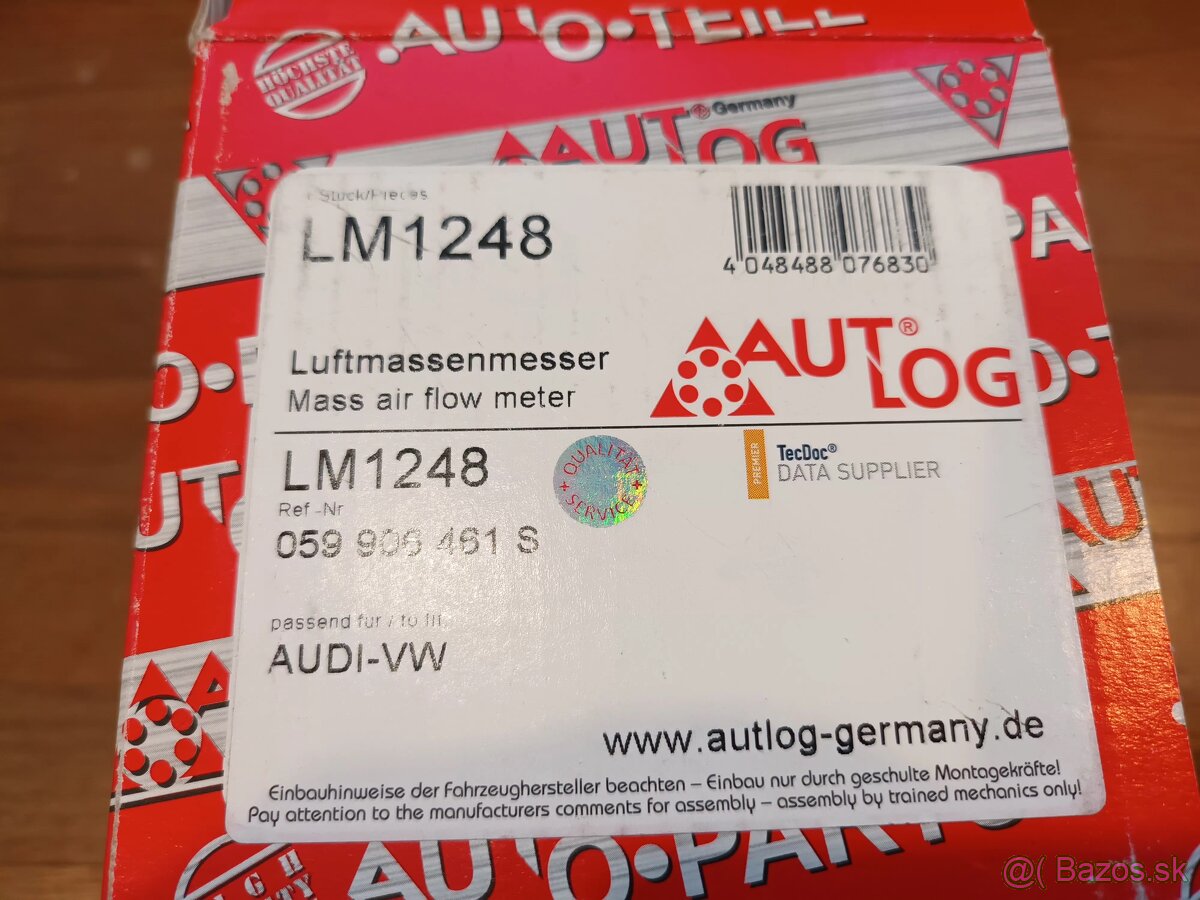 AUTO•TEILE
HÖCHSTE
QUALITÄT
AUTLOG® Germany
Stück/Pieces
LM1248
4 048488 076830
Luftmassenmesser
Mass air flow meter
AUTLOG®
LM1248
QUALITÄT
+ SERVICE +
PREMIER
TecDoc®
DATA SUPPLIER
Ref.-Nr
059 906 461 S
passend für / to fit
AUDI-VW
www.autlog-germany.de
Einbauhinweise der Fahrzeughersteller beachten – Einbau nur durch geschulte Montagekräfte!
Pay attention to the manufacturers comments for assembly – assembly by trained mechanics only!
AUTO•PARTS
@( Bazos.sk